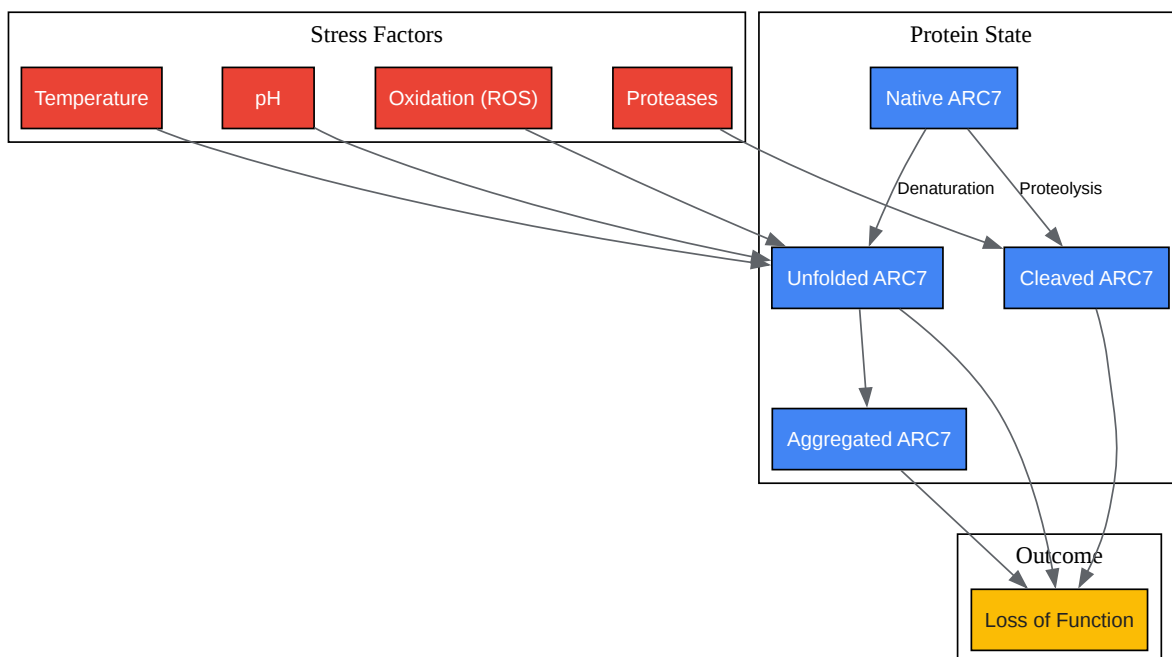 Stress Factors
Temperature
pH
Oxidation (ROS)
Proteases
Protein State
Native ARC7
Denaturation
Proteolysis
Unfolded ARC7
Cleaved ARC7
Aggregated ARC7
Outcome
Loss of Function